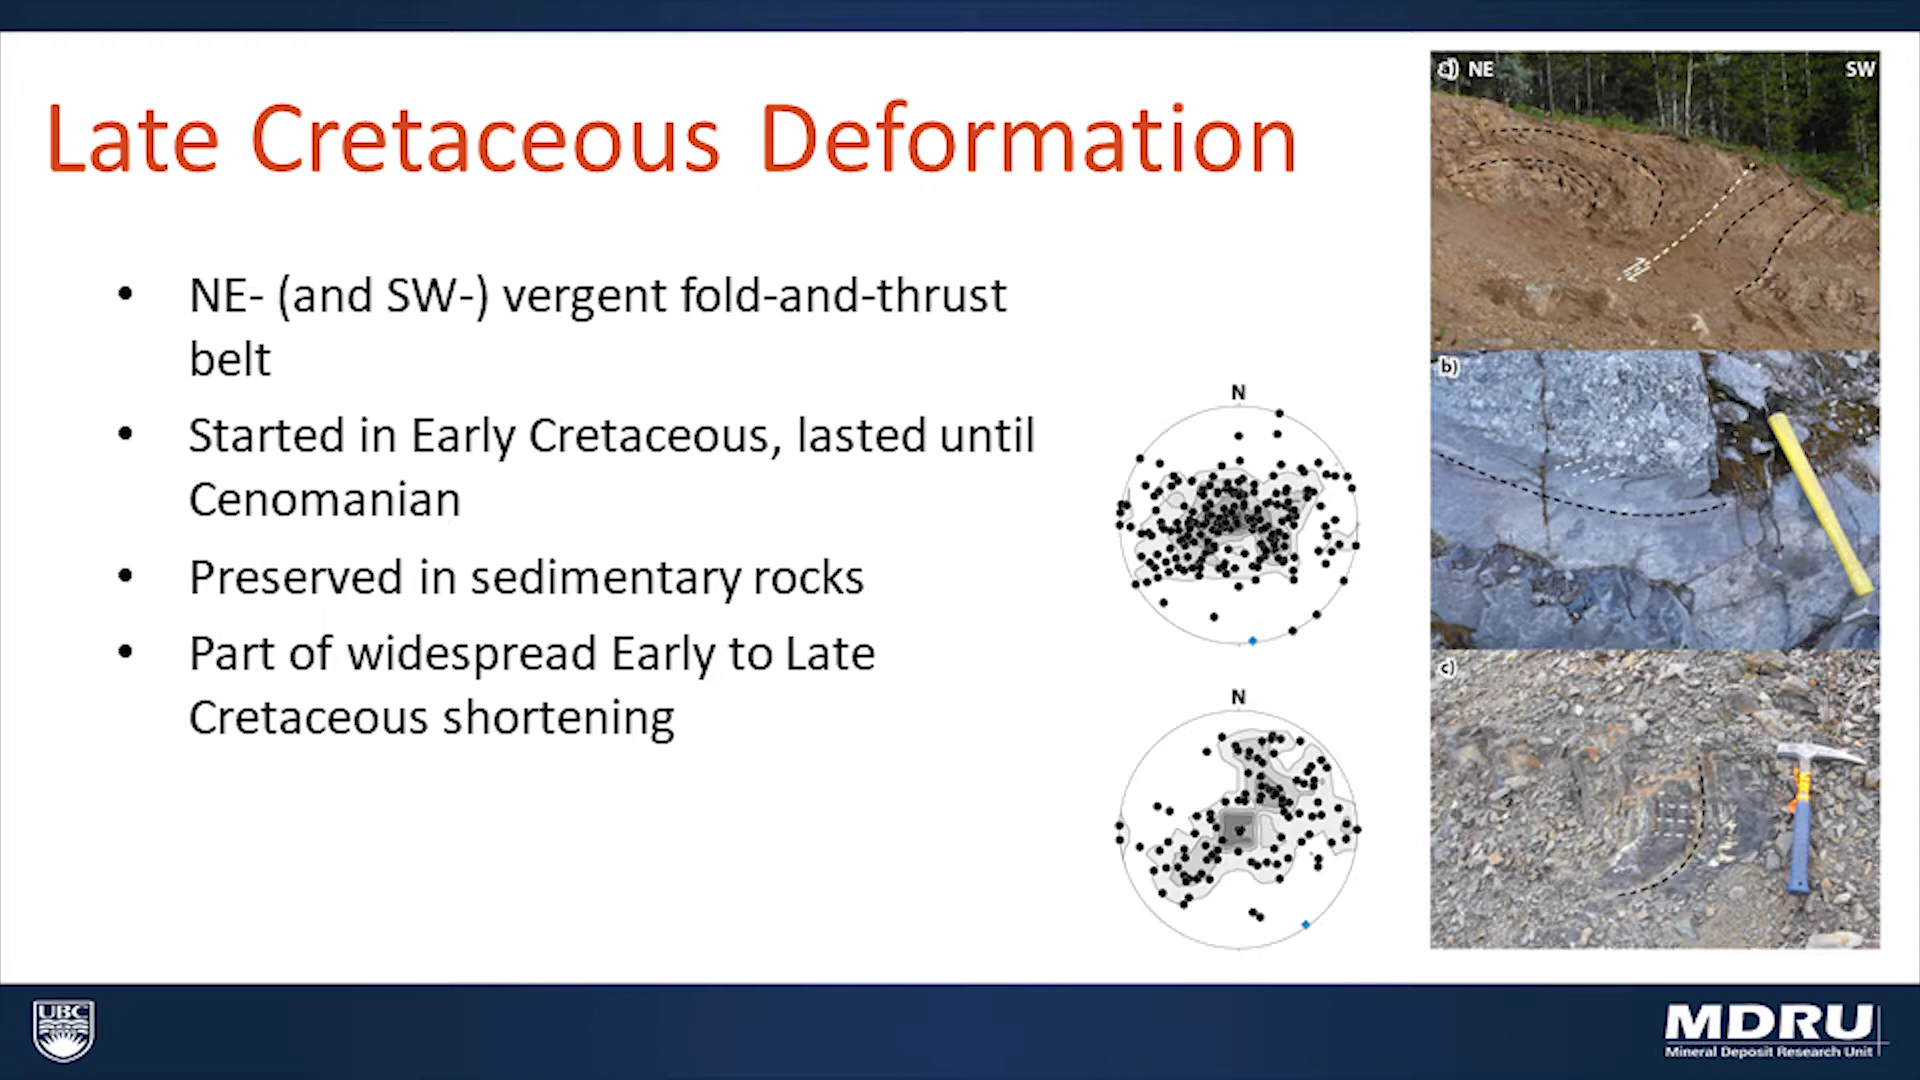 Late Cretaceous Deformation
• NE- (and SW-) vergent fold-and-thrust
belt
• Started in Early Cretaceous, lasted until
Cenomanian
• Preserved in sedimentary rocks
• Part of widespread Early to Late
Cretaceous shortening
N
N
NE
SW
b)
c)
UBC
MDRU
Mineral Deposit Research Unit